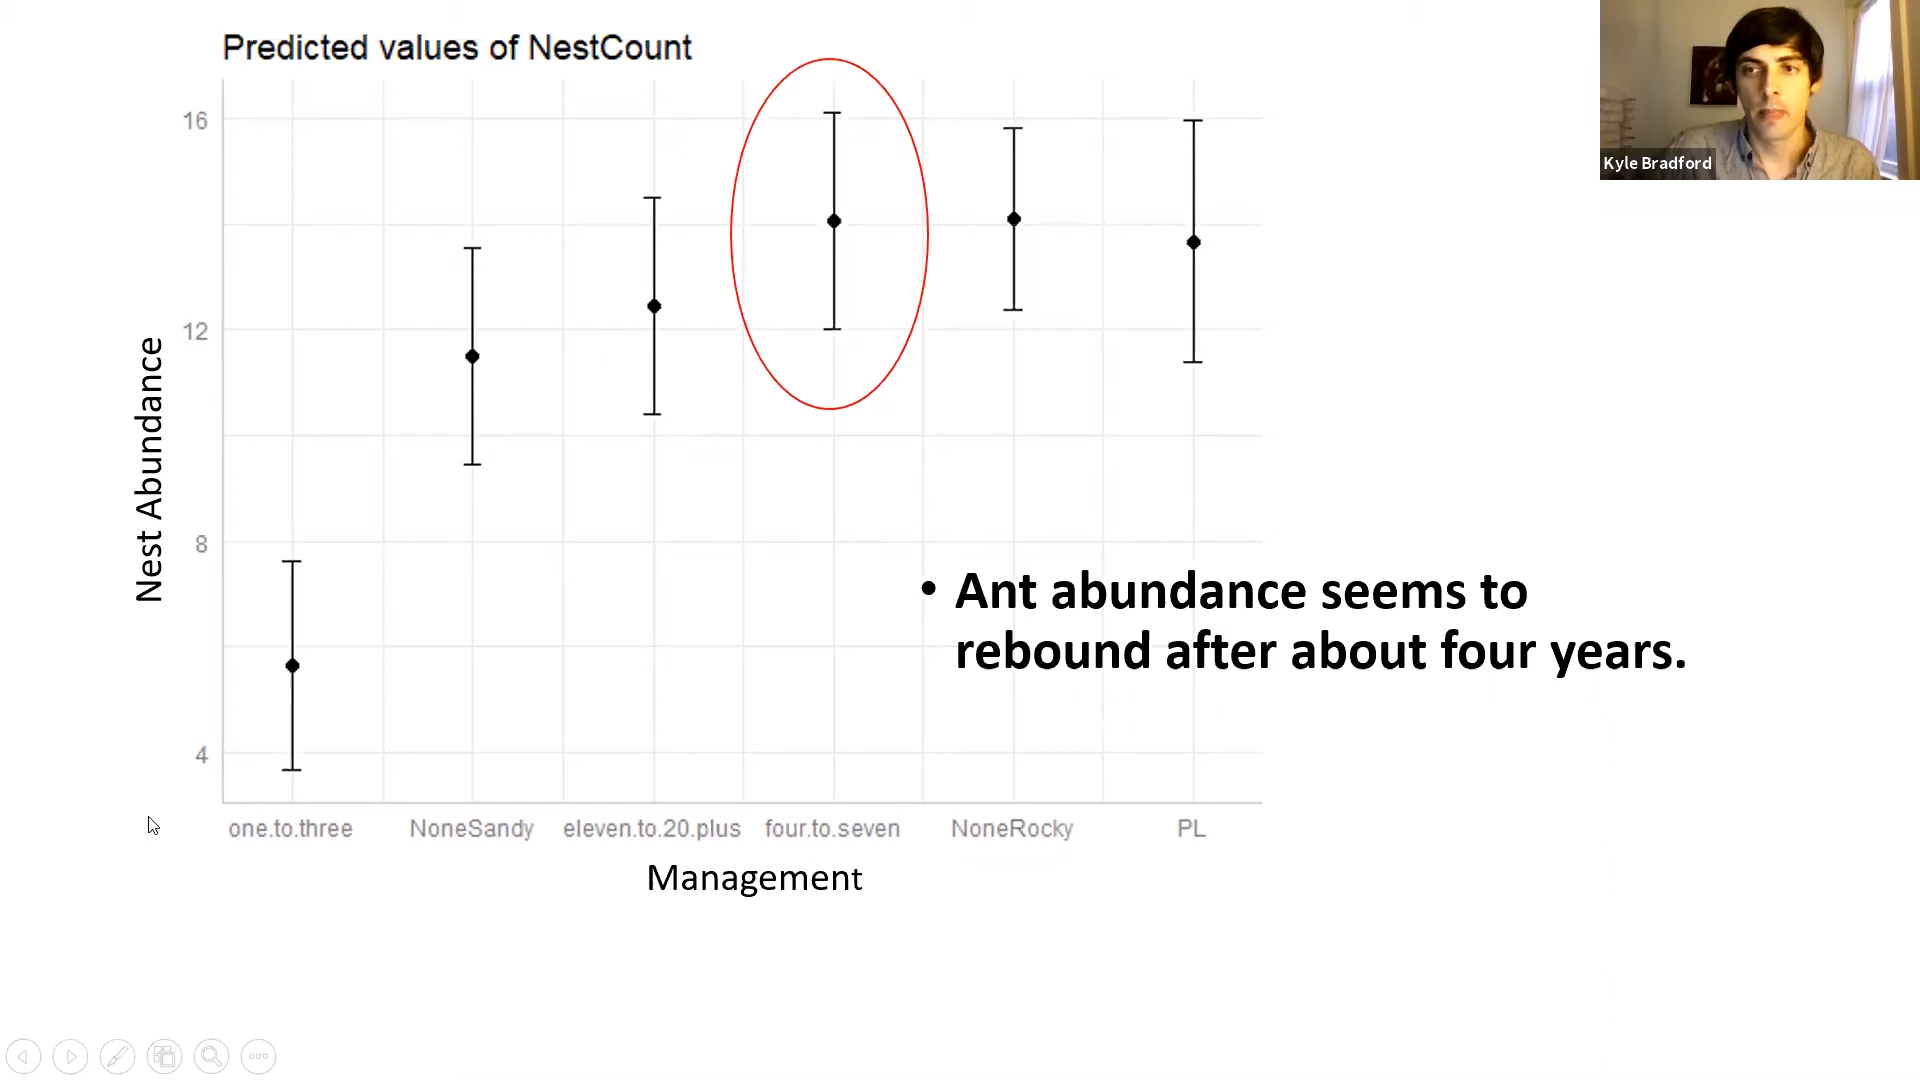 Predicted values of NestCount
Kyle Bradford
16
12
8
4
Nest Abundance
• Ant abundance seems to
rebound after about four years.
one.to.three NoneSandy eleven.to.20.plus four.to.seven NoneRocky PL
Management